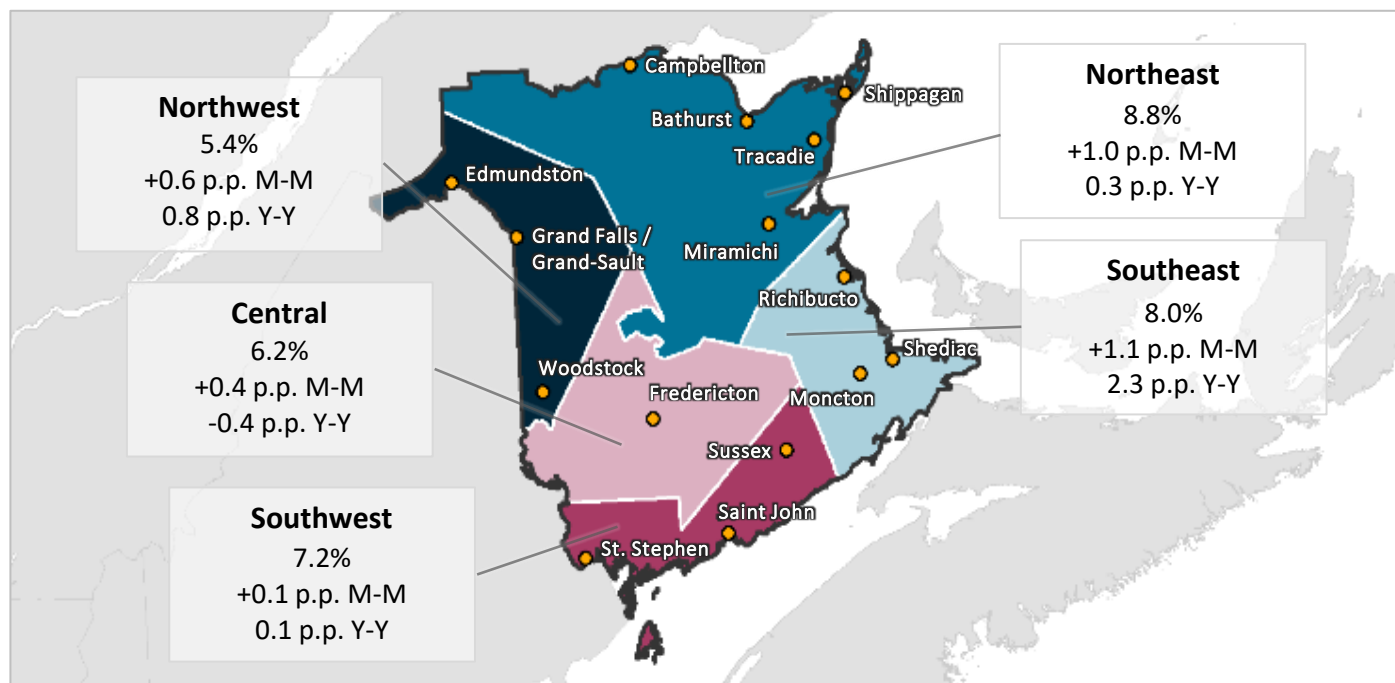 Northwest
5.4%
+0.6 p.p. M-M
0.8 p.p. Y-Y
Central
6.2%
+0.4 p.p. M-M
-0.4 p.p. Y-Y
Southwest
7.2%
+0.1 p.p. M-M
0.1 p.p. Y-Y
Northeast
8.8%
+1.0 p.p. M-M
0.3 p.p. Y-Y
Southeast
8.0%
+1.1 p.p. M-M
2.3 p.p. Y-Y
Campbellton
Shippagan
Bathurst
Tracadie
Edmundston
Miramichi
Grand Falls /
Grand-Sault
Richibucto
Shediac
Woodstock
Moncton
Fredericton
Sussex
Saint John
St. Stephen